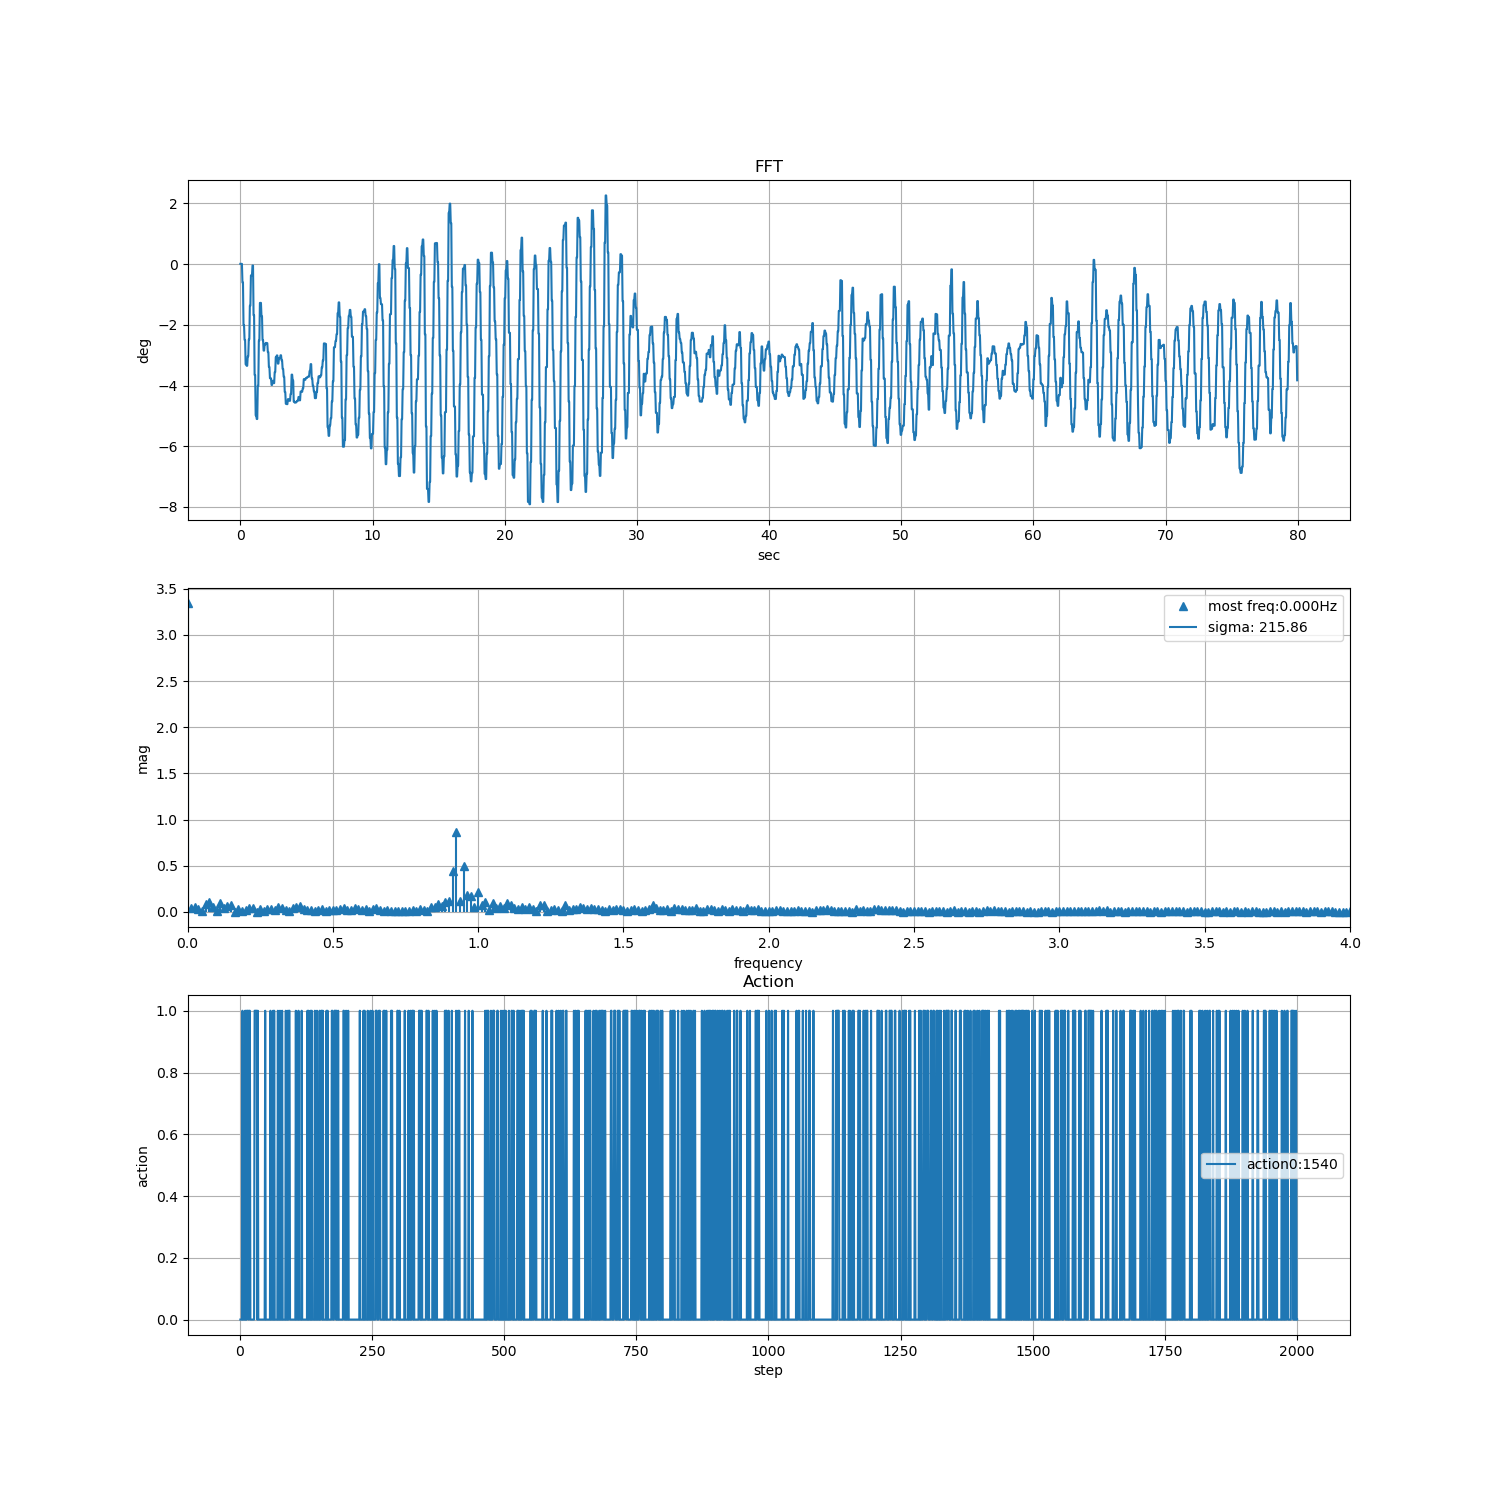 FFT
2
0
−2
−4
−6
−8
deg
0 10 20 30 40 50 60 70 80
sec
3.5
3.0
2.5
2.0
1.5
1.0
0.5
0.0
mag
most freq:0.000Hz
sigma: 215.86
0.0 0.5 1.0 1.5 2.0 2.5 3.0 3.5 4.0
frequency
Action
1.0
0.8
0.6
0.4
0.2
0.0
action
action0:1540
0 250 500 750 1000 1250 1500 1750 2000
step